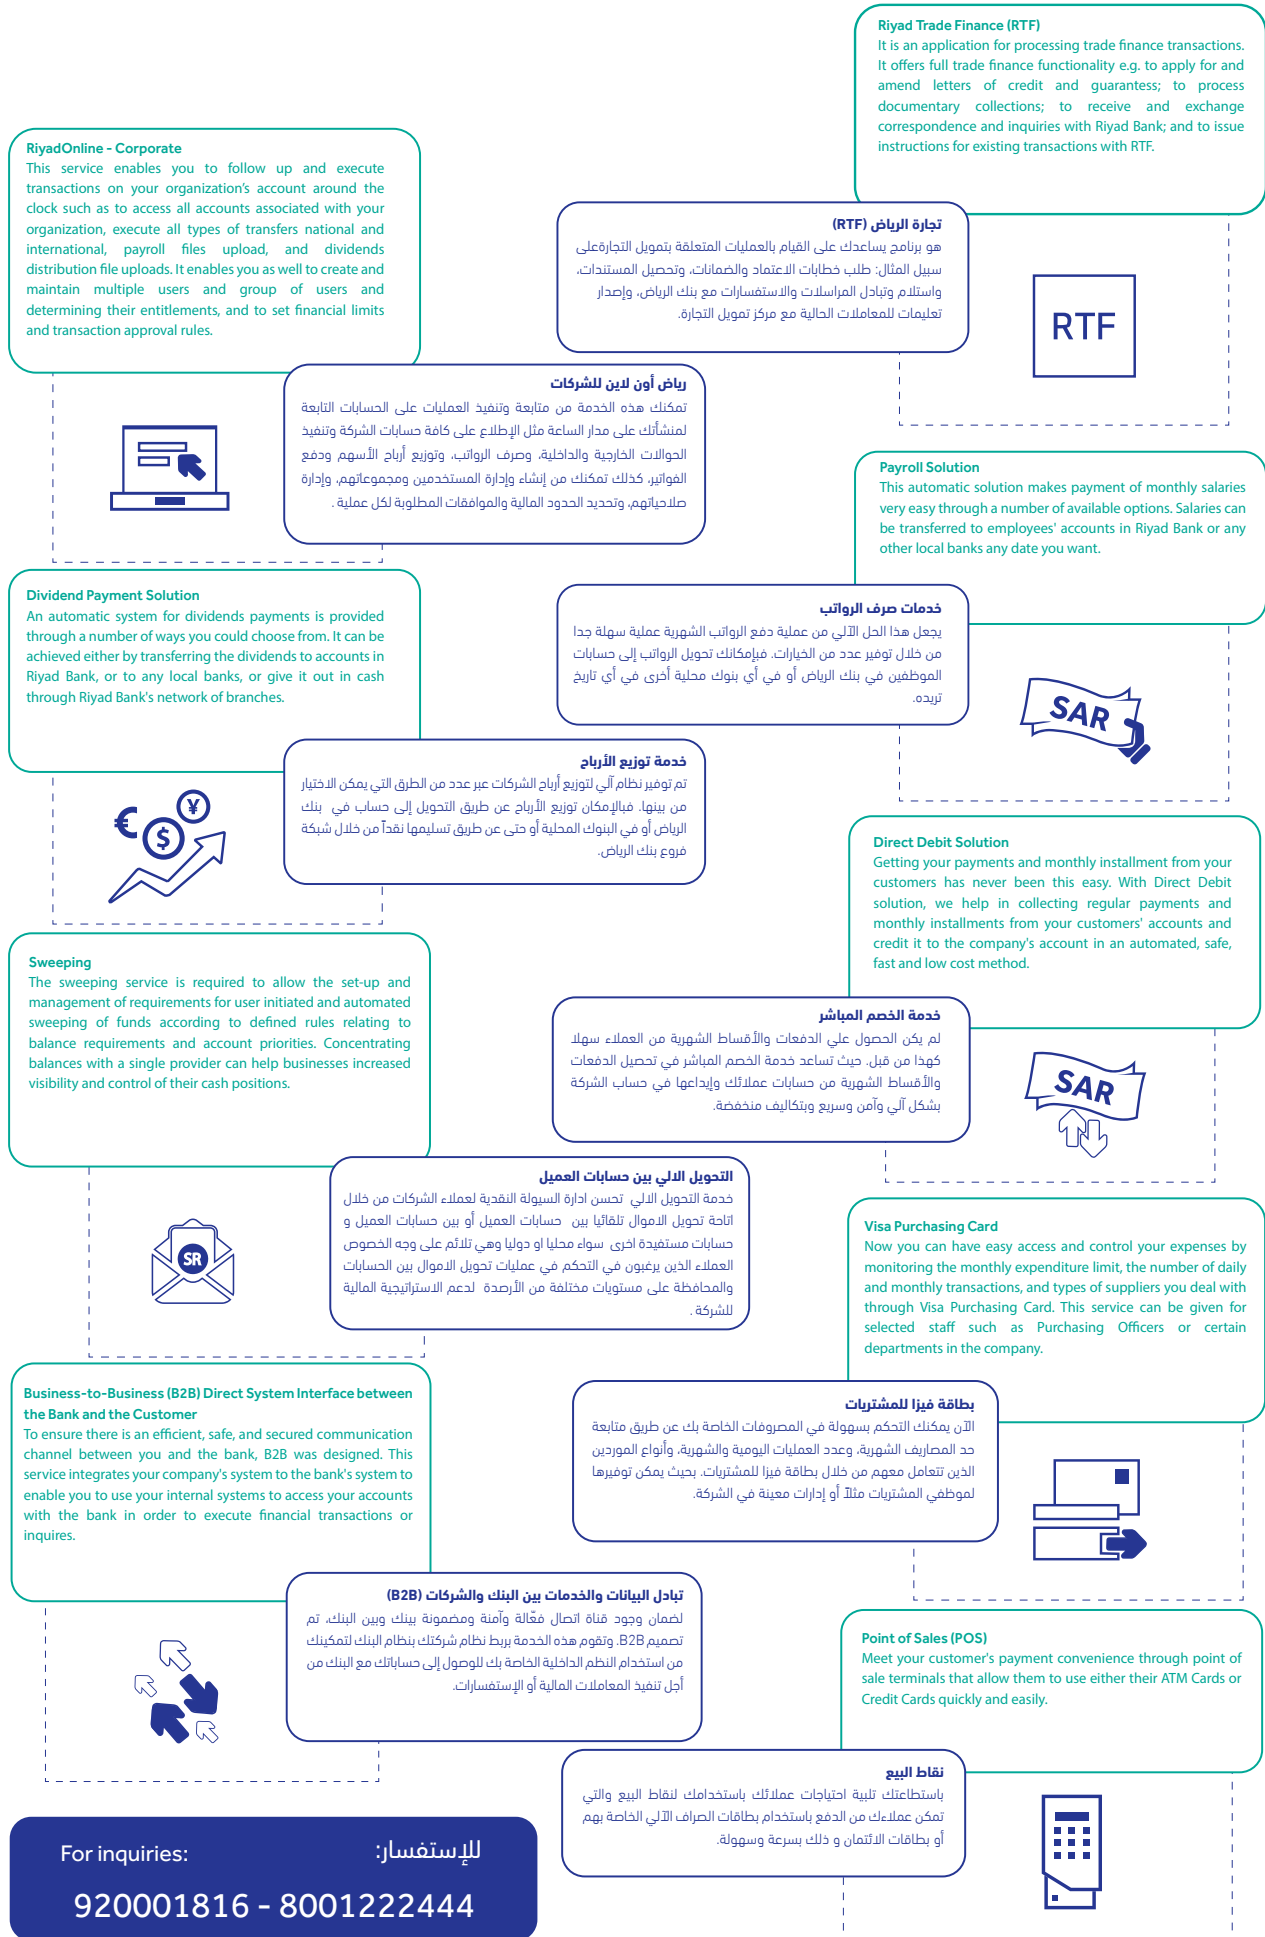 Riyad Trade Finance (RTF)
It is an application for processing trade finance transactions.
It offers full trade finance functionality e.g. to apply for and
amend letters of credit and guarantess; to process
documentary collections; to receive and exchange
correspondence and inquiries with Riyad Bank; and to issue
instructions for existing transactions with RTF.
تجارة الرياض (RTF)
هو برنامج يساعدك على القيام بالعمليات المتعلقة بتمويل التجارةعلى
سبيل المثال: طلب خطابات الاعتماد والضمانات، وتحصيل المستندات،
واستلام وتبادل المراسلات والاستفسارات مع بنك الرياض، وإصدار
تعليمات للمعاملات الحالية مع مركز تمويل التجارة.
RTF
RiyadOnline - Corporate
This service enables you to follow up and execute
transactions on your organization's account around the
clock such as to access all accounts associated with your
organization, execute all types of transfers national and
international, payroll files upload, and dividends
distribution file uploads. It enables you as well to create and
maintain multiple users and group of users and
determining their entitlements, and to set financial limits
and transaction approval rules.
رياض أون لاين للشركات
تمكنك هذه الخدمة من متابعة وتنفيذ العمليات على الحسابات التابعة
لمنشأتك على مدار الساعة مثل الإطلاع على كافة حسابات الشركة وتنفيذ
الحوالات الخارجية والداخلية، وصرف الرواتب، وتوزيع أرباح الأسهم ودفع
الفواتير، كذلك تمكنك من إنشاء وإدارة المستخدمين ومجموعاتهم، وإدارة
صلاحياتهم، وتحديد الحدود المالية والموافقات المطلوبة لكل عملية .
Payroll Solution
This automatic solution makes payment of monthly salaries
very easy through a number of available options. Salaries can
be transferred to employees' accounts in Riyad Bank or any
other local banks any date you want.
خدمات صرف الرواتب
يجعل هذا الحل الآلي من عملية دفع الرواتب الشهرية عملية سهلة جدا
من خلال توفير عدد من الخيارات. فبإمكانك تحويل الرواتب إلى حسابات
الموظفين في بنك الرياض أو في أي بنوك محلية أخرى في أي تاريخ
تريده.
SAR
Dividend Payment Solution
An automatic system for dividends payments is provided
through a number of ways you could choose from. It can be
achieved either by transferring the dividends to accounts in
Riyad Bank, or to any local banks, or give it out in cash
through Riyad Bank's network of branches.
خدمة توزيع الأرباح
تم توفير نظام آلي لتوزيع أرباح الشركات عبر عدد من الطرق التي يمكن الاختيار
من بينها. فبالإمكان توزيع الأرباح عن طريق التحويل إلى حساب في بنك
الرياض أو في البنوك المحلية أو حتى عن طريق تسليمها نقداً من خلال شبكة
فروع بنك الرياض.
€ $ ¥
Direct Debit Solution
Getting your payments and monthly installment from your
customers has never been this easy. With Direct Debit
solution, we help in collecting regular payments and
monthly installments from your customers' accounts and
credit it to the company's account in an automated, safe,
fast and low cost method.
خدمة الخصم المباشر
لم يكن الحصول علي الدفعات والأقساط الشهرية من العملاء سهلا
كهذا من قبل. حيث تساعد خدمة الخصم المباشر في تحصيل الدفعات
والأقساط الشهرية من حسابات عملائك وإيداعها في حساب الشركة
بشكل آلي وآمن وسريع وبتكاليف منخفضة.
SAR
Sweeping
The sweeping service is required to allow the set-up and
management of requirements for user initiated and automated
sweeping of funds according to defined rules relating to
balance requirements and account priorities. Concentrating
balances with a single provider can help businesses increased
visibility and control of their cash positions.
التحويل الالي بين حسابات العميل
خدمة التحويل الالي تحسن ادارة السيولة النقدية لعملاء الشركات من خلال
اتاحة تحويل الاموال تلقائيا بين حسابات العميل أو بين حسابات العميل و
حسابات مستفيدة اخرى سواء محليا او دوليا وهي تلائم على وجه الخصوص
العملاء الذين يرغبون في التحكم في عمليات تحويل الاموال بين الحسابات
والمحافظة على مستويات مختلفة من الأرصدة لدعم الاستراتيجية المالية
للشركة .
SR
Visa Purchasing Card
Now you can have easy access and control your expenses by
monitoring the monthly expenditure limit, the number of daily
and monthly transactions, and types of suppliers you deal with
through Visa Purchasing Card. This service can be given for
selected staff such as Purchasing Officers or certain
departments in the company.
بطاقة فيزا للمشتريات
الآن يمكنك التحكم بسهولة في المصروفات الخاصة بك عن طريق متابعة
حد المصاريف الشهرية، وعدد العمليات اليومية والشهرية، وأنواع الموردين
الذين تتعامل معهم من خلال بطاقة فيزا للمشتريات. بحيث يمكن توفيرها
لموظفي المشتريات مثلاً أو إدارات معينة في الشركة.
Business-to-Business (B2B) Direct System Interface between
the Bank and the Customer
To ensure there is an efficient, safe, and secured communication
channel between you and the bank, B2B was designed. This
service integrates your company's system to the bank's system to
enable you to use your internal systems to access your accounts
with the bank in order to execute financial transactions or
inquires.
تبادل البيانات والخدمات بين البنك والشركات (B2B)
لضمان وجود قناة اتصال فعّالة وآمنة ومضمونة بينك وبين البنك، تم
تصميم B2B. وتقوم هذه الخدمة بربط نظام شركتك بنظام البنك لتمكينك
من استخدام النظم الداخلية الخاصة بك للوصول إلى حساباتك مع البنك من
أجل تنفيذ المعاملات المالية أو الإستفسارات.
Point of Sales (POS)
Meet your customer's payment convenience through point of
sale terminals that allow them to use either their ATM Cards or
Credit Cards quickly and easily.
نقاط البيع
باستطاعتك تلبية احتياجات عملائك باستخدامك لنقاط البيع والتي
تمكن عملاءك من الدفع باستخدام بطاقات الصراف الآلي الخاصة بهم
أو بطاقات الائتمان و ذلك بسرعة وسهولة.
For inquiries: للإستفسار:
920001816 - 8001222444